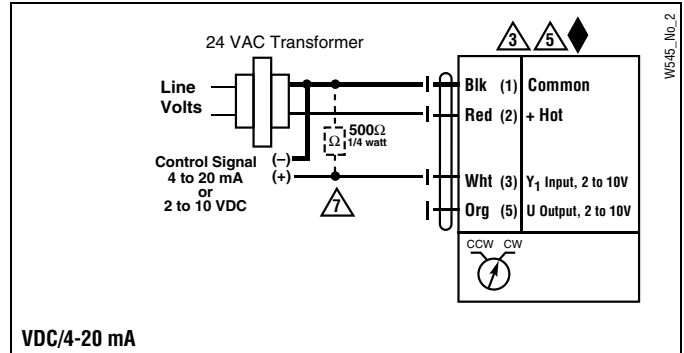 W545_No_2
24 VAC Transformer
3 5
Line
Volts
Blk (1) Common
Red (2) + Hot
500Ω
Ω 1/4 watt
Control Signal (–)
4 to 20 mA (+)
or
2 to 10 VDC
7
Wht (3) Y1 Input, 2 to 10V
Org (5) U Output, 2 to 10V
CCW CW
VDC/4-20 mA